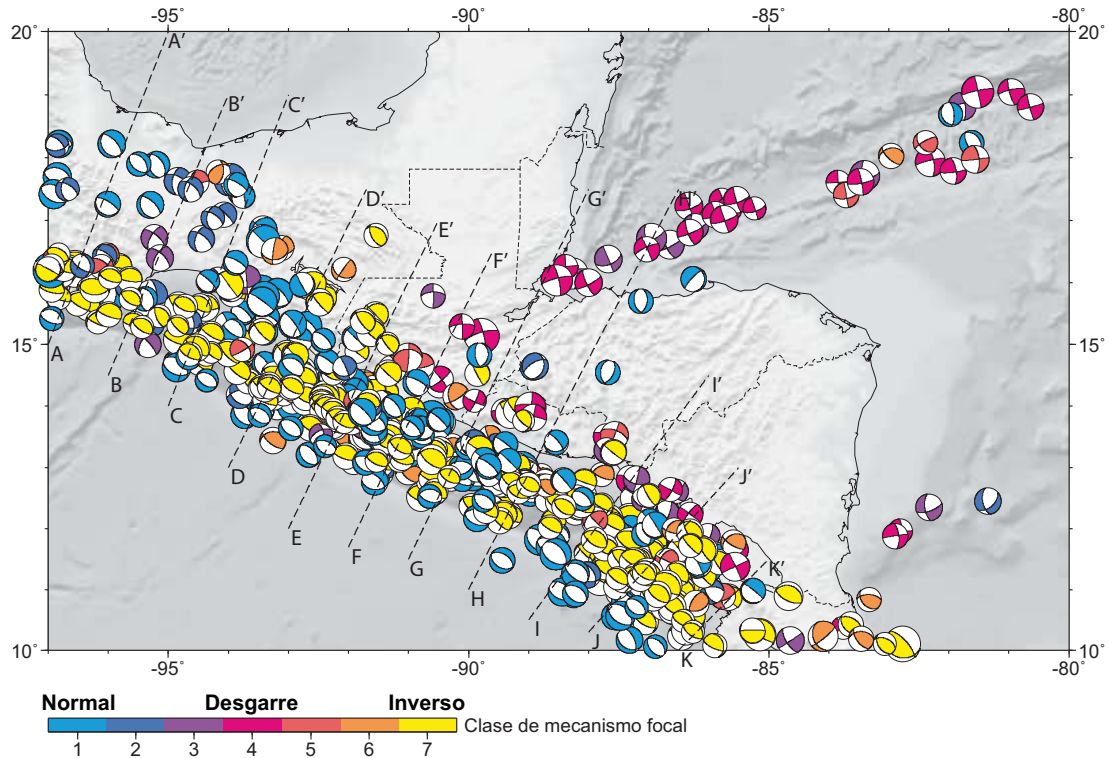 -95° -90° -85° -80°
20° 20°
A' B' C'
D' G' H'
E'
F'
15° 15°
A
B I'
C
D J'
E
F K'
G
H
I
J
K
10° 10°
-95° -90° -85° -80°
Normal Desgarre Inverso
Clase de mecanismo focal
1 2 3 4 5 6 7